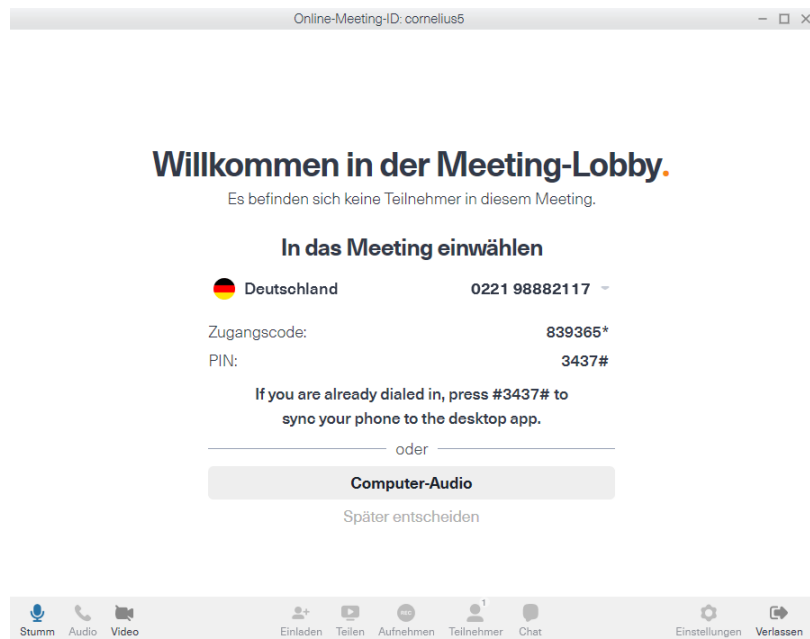 Online-Meeting-ID: cornelius5
Willkommen in der Meeting-Lobby.
Es befinden sich keine Teilnehmer in diesem Meeting.
In das Meeting einwählen
Deutschland 0221 98882117
Zugangscode: 839365*
PIN: 3437#
If you are already dialed in, press #3437# to
sync your phone to the desktop app.
oder
Computer-Audio
Später entscheiden
REC 1
Stumm Audio Video Einladen Teilen Aufnehmen Teilnehmer Chat Einstellungen Verlassen